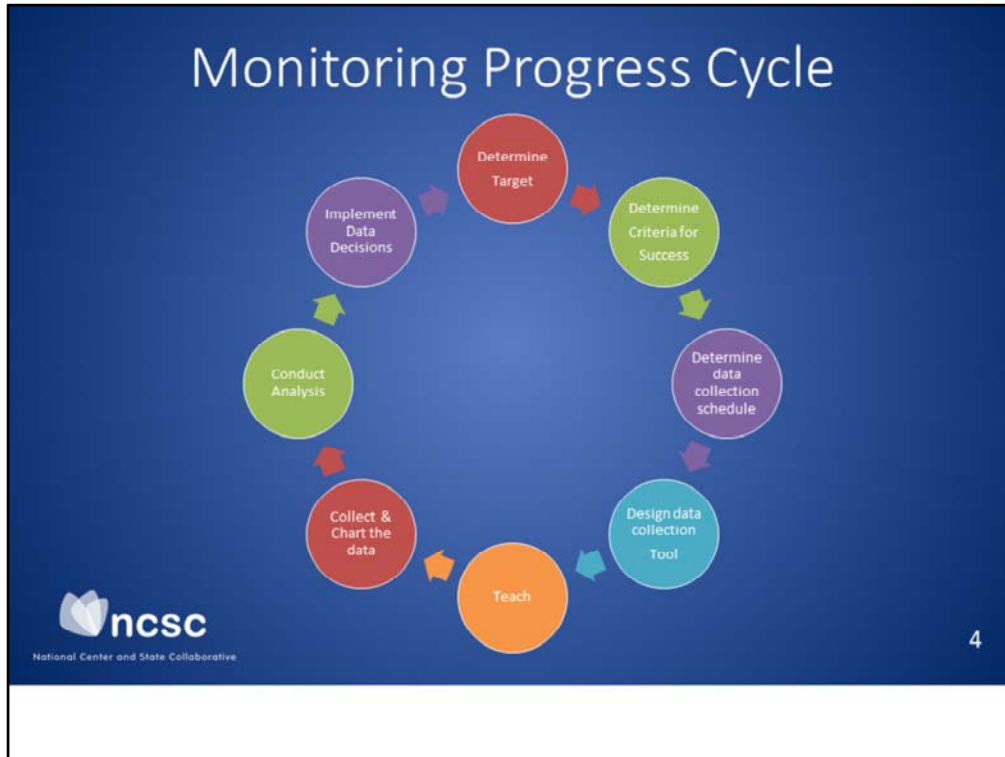 Monitoring Progress Cycle
Determine
Target
Determine
Criteria for
Success
Determine
data
collection
schedule
Design data
collection
Tool
Teach
Collect &
Chart the
data
Conduct
Analysis
Implement
Data
Decisions
ncsc
National Center and State Collaborative
4